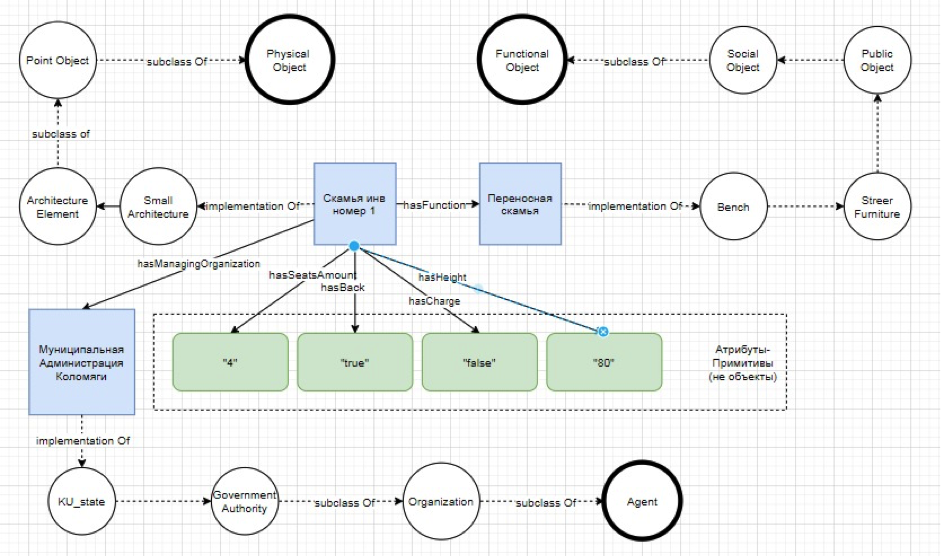 Point Object
subclass Of
Physical
Object
Functional
Object
subclass Of
Social
Object
Public
Object
subclass of
Architecture
Element
Small
Architecture
implementation Of
Скамья инв
номер 1
hasFunction
Переносная
скамья
implementation Of
Bench
Streer
Furniture
hasManagingOrganization
hasSeatsAmount
hasBack
hasCharge
hasHeight
Муниципальная
Администрация
Коломяги
"4"
"true"
"false"
"80"
Атрибуты-
Примитивы
(не объекты)
implementation Of
KU_state
Government
Authority
subclass Of
Organization
subclass Of
Agent